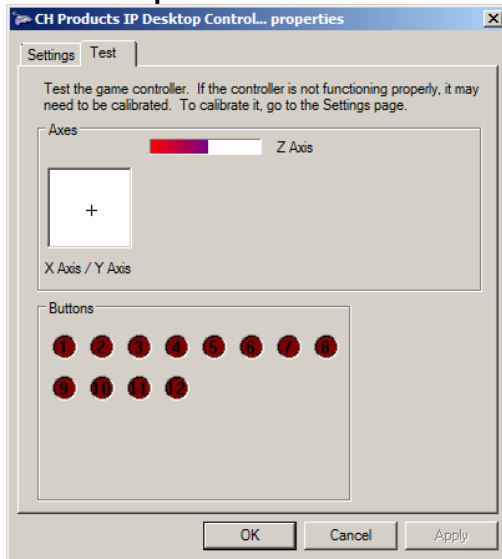 CH Products IP Desktop Control... properties
Settings Test
Test the game controller. If the controller is not functioning properly, it may
need to be calibrated. To calibrate it, go to the Settings page.
Axes
Z Axis
X Axis / Y Axis
Buttons
1 2 3 4 5 6 7 8
9 10 11 12
OK Cancel Apply